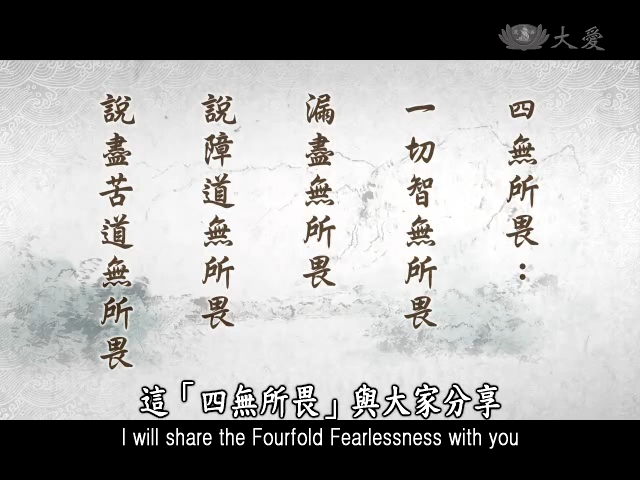 大愛
四無所畏：
一切智無所畏
漏盡無所畏
說障道無所畏
說盡苦道無所畏
這「四無所畏」與大家分享
I will share the Fourfold Fearlessness with you